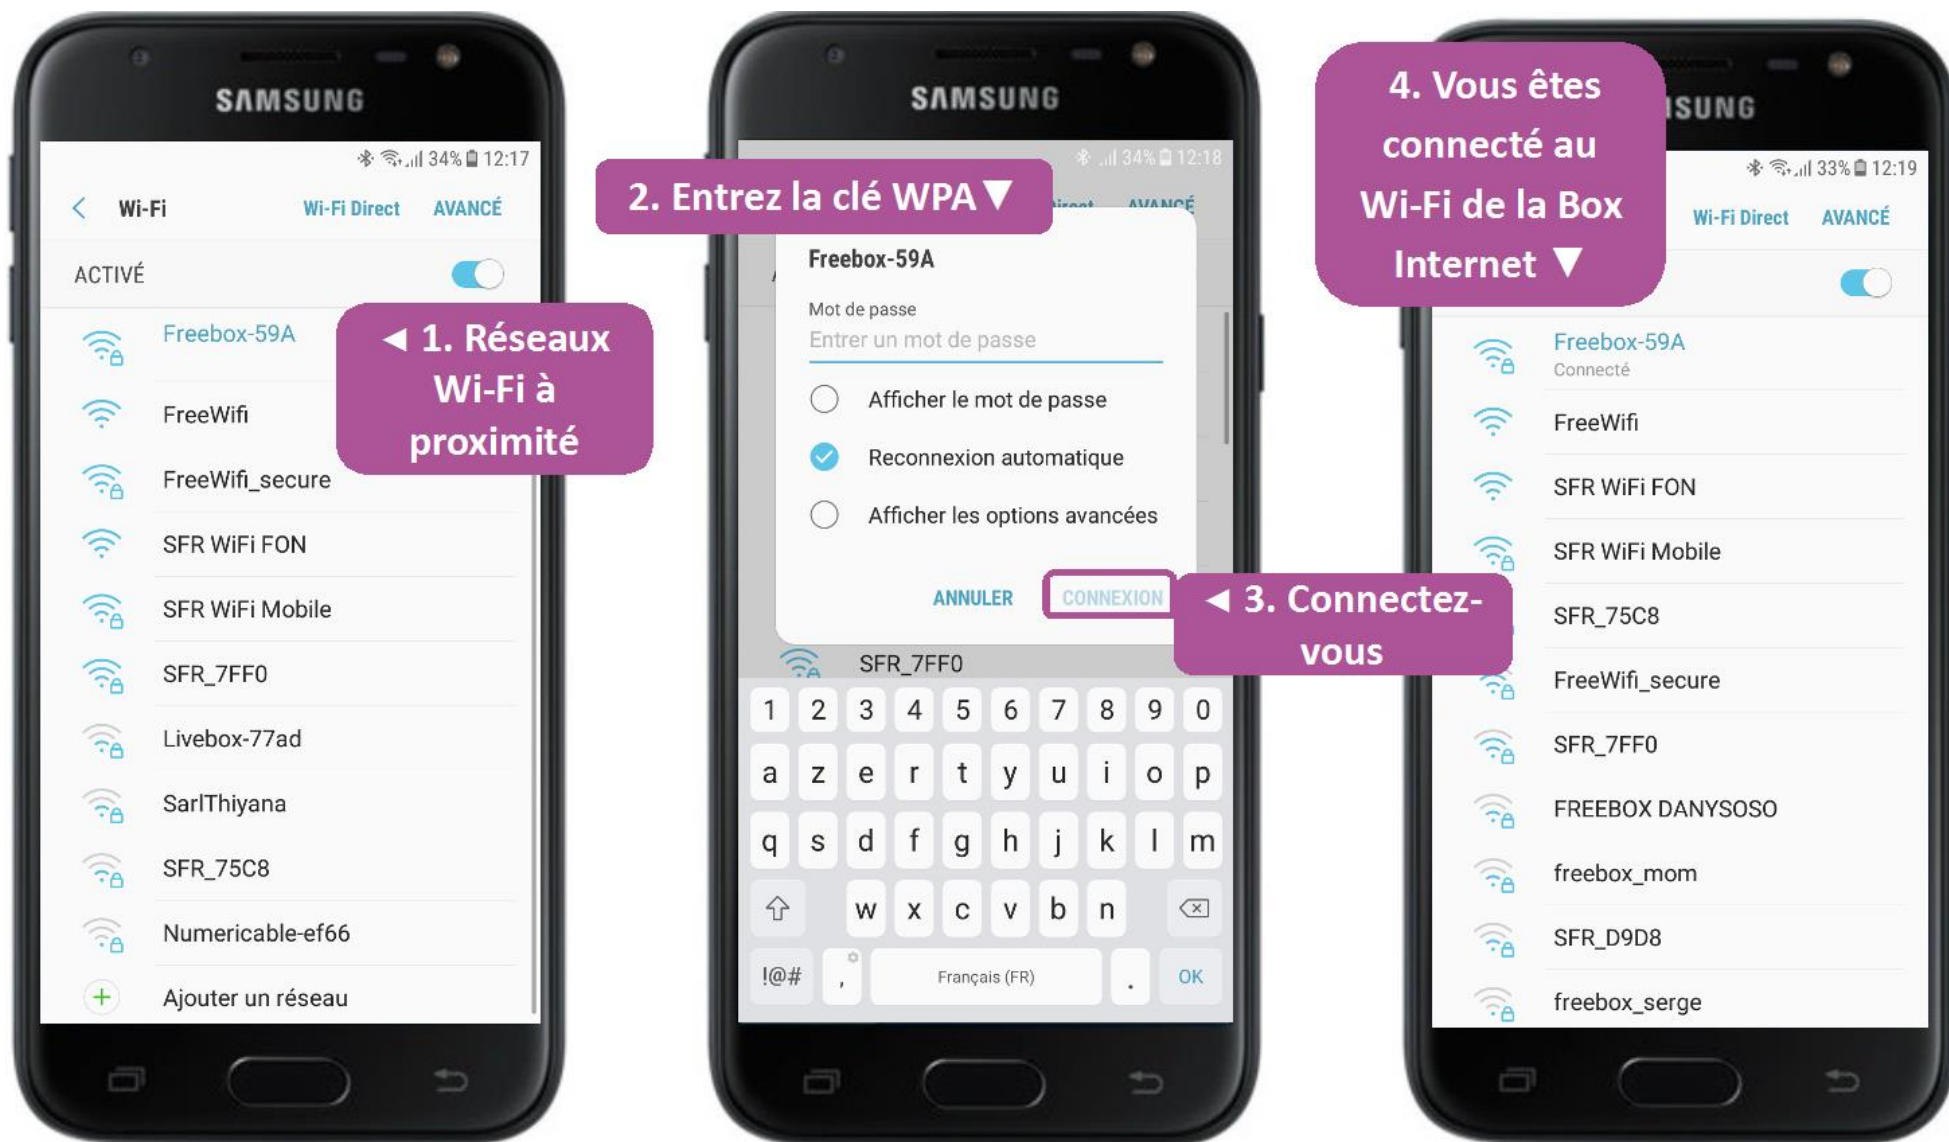 SAMSUNG
34% 12:17
Wi-Fi Wi-Fi Direct AVANCÉ
ACTIVÉ
Freebox-59A
FreeWifi
FreeWifi_secure
SFR WiFi FON
SFR WiFi Mobile
SFR_7FF0
Livebox-77ad
SarlThiyana
SFR_75C8
Numericable-ef66
Ajouter un réseau
◄ 1. Réseaux
Wi-Fi à
proximité
SAMSUNG
34% 12:18
2. Entrez la clé WPA▼
Direct AVANCÉ
Freebox-59A
Mot de passe
Entrer un mot de passe
Afficher le mot de passe
Reconnexion automatique
Afficher les options avancées
ANNULER CONNEXION
◄ 3. Connectez-
vous
SFR_7FF0
1 2 3 4 5 6 7 8 9 0
a z e r t y u i o p
q s d f g h j k l m
w x c v b n
!@# , Français (FR) . OK
4. Vous êtes
connecté au
Wi-Fi de la Box
Internet ▼
SUNG
33% 12:19
Wi-Fi Direct AVANCÉ
Freebox-59A
Connecté
FreeWifi
SFR WiFi FON
SFR WiFi Mobile
SFR_75C8
FreeWifi_secure
SFR_7FF0
FREEBOX DANYSOSO
freebox_mom
SFR_D9D8
freebox_serge